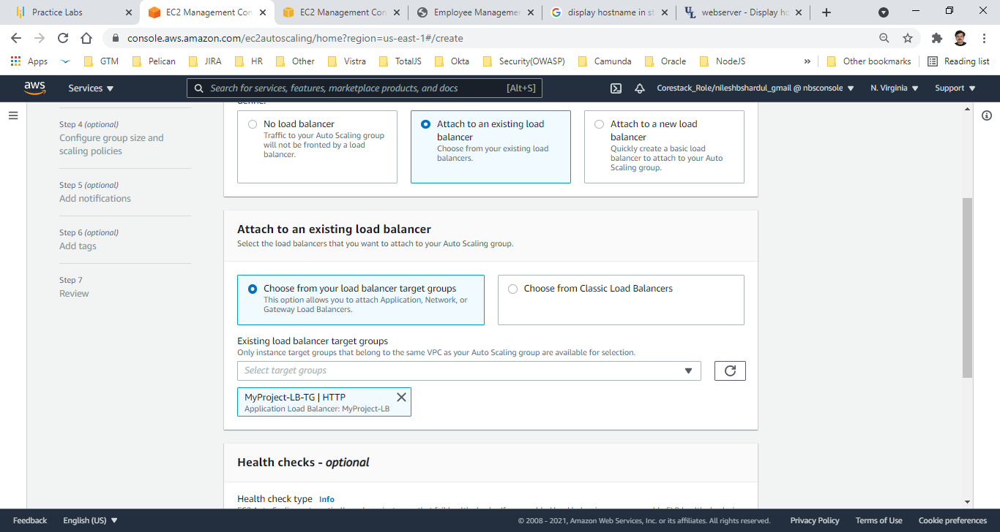 Practice Labs
EC2 Management Con
EC2 Management Con
Employee Manageme
display hostname in st
UL webserver - Display ho
console.aws.amazon.com/ec2autoscaling/home?region=us-east-1#/create
Apps GTM Pelican JIRA HR Other Vistra TotalJS Okta Security(OWASP) Camunda Oracle NodeJS » Other bookmarks Reading list
aws Services Search for services, features, marketplace products, and docs [Alt+S] Corestack_Role/nileshbshardul_gmail @ nbsconsole N. Virginia Support
Step 4 (optional)
Configure group size and
scaling policies
Step 5 (optional)
Add notifications
Step 6 (optional)
Add tags
Step 7
Review
define.
No load balancer
Traffic to your Auto Scaling group
will not be fronted by a load
balancer.
Attach to an existing load
balancer
Choose from your existing load
balancers.
Attach to a new load
balancer
Quickly create a basic load
balancer to attach to your Auto
Scaling group.
Attach to an existing load balancer
Select the load balancers that you want to attach to your Auto Scaling group.
Choose from your load balancer target groups
This option allows you to attach Application, Network, or
Gateway Load Balancers.
Choose from Classic Load Balancers
Existing load balancer target groups
Only instance target groups that belong to the same VPC as your Auto Scaling group are available for selection.
Select target groups
MyProject-LB-TG | HTTP
Application Load Balancer: MyProject-LB
Health checks - optional
Health check type Info
Feedback English (US) © 2008 - 2021, Amazon Web Services, Inc. or its affiliates. All rights reserved. Privacy Policy Terms of Use Cookie preferences